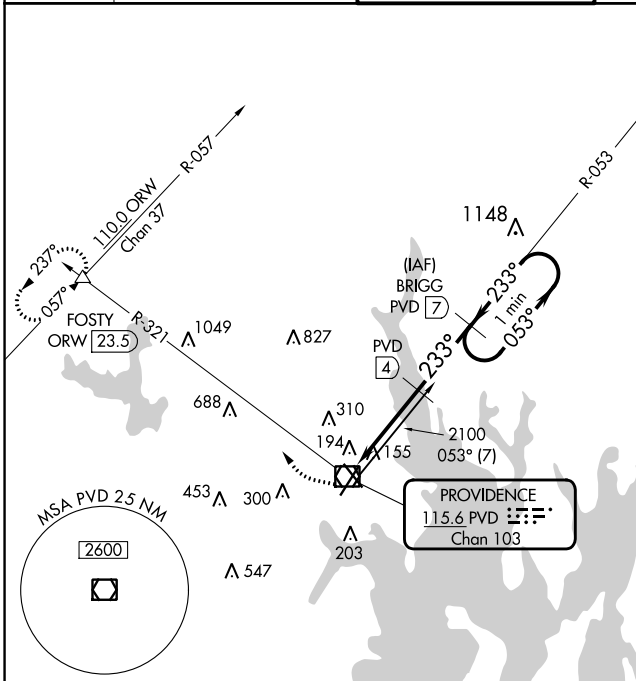 R-057
R-053
110.0 ORW
Chan 37
1148
237°
057°
(IAF)
BRIGG
PVD 7
233°
1 min
053°
FOSTY
ORW 23.5
R-321
1049
827
PVD
4
233°
688
310
194
155
2100
053° (7)
453
300
MSA PVD 25 NM
2600
PROVIDENCE
115.6 PVD
Chan 103
203
547